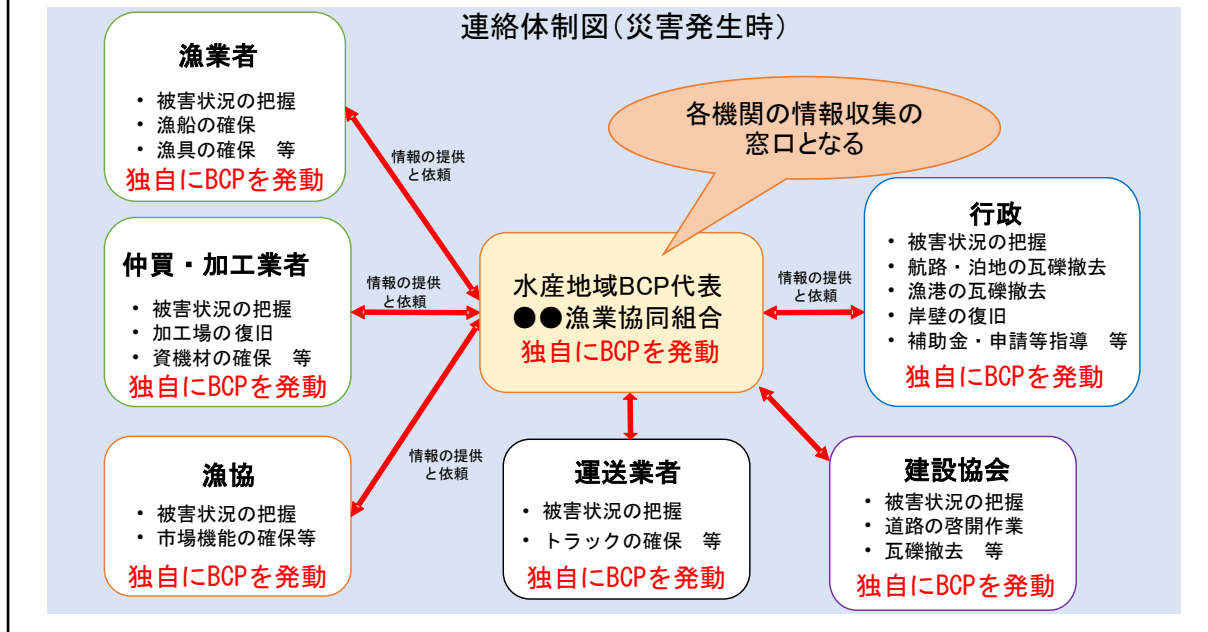 連絡体制図(災害発生時)
漁業者
・ 被害状況の把握
・ 漁船の確保
・ 漁具の確保　等
独自にBCPを発動
情報の提供
と依頼
各機関の情報収集の
窓口となる
仲買・加工業者
・ 被害状況の把握
・ 加工場の復旧
・ 資機材の確保　等
独自にBCPを発動
情報の提供
と依頼
水産地域BCP代表
●●漁業協同組合
独自にBCPを発動
情報の提供
と依頼
行政
・ 被害状況の把握
・ 航路・泊地の瓦礫撤去
・ 漁港の瓦礫撤去
・ 岸壁の復旧
・ 補助金・申請等指導　等
独自にBCPを発動
漁協
・ 被害状況の把握
・ 市場機能の確保等
独自にBCPを発動
情報の提供
と依頼
運送業者
・ 被害状況の把握
・ トラックの確保　等
独自にBCPを発動
建設協会
・ 被害状況の把握
・ 道路の啓開作業
・ 瓦礫撤去　等
独自にBCPを発動